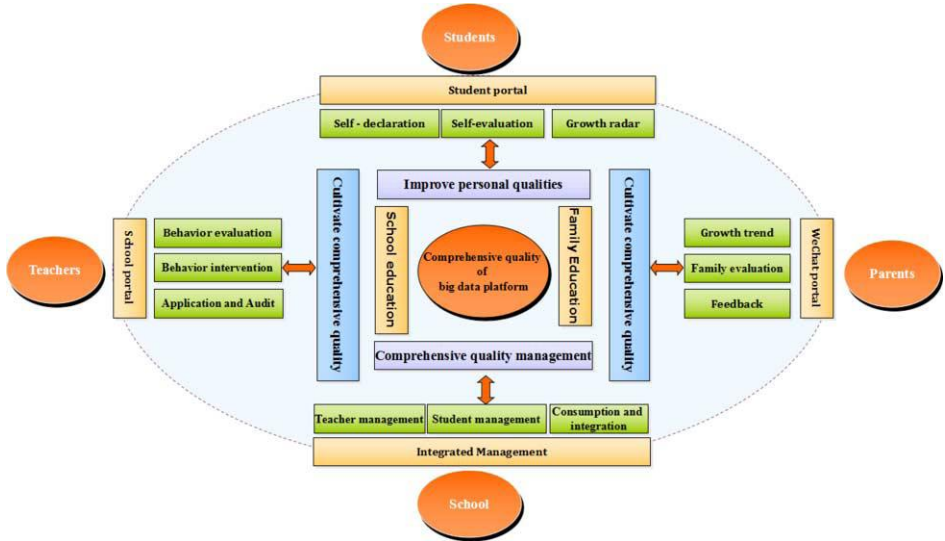 Students
Student portal
Self - declaration
Self-evaluation
Growth radar
Improve personal qualities
Teachers
School portal
Behavior evaluation
Behavior intervention
Application and Audit
Cultivate comprehensive quality
School education
Comprehensive quality
of
big data platform
Family Education
Cultivate comprehensive quality
Growth trend
Family evaluation
Feedback
WeChat portal
Parents
Comprehensive quality management
Teacher management
Student management
Consumption and
integration
Integrated Management
School